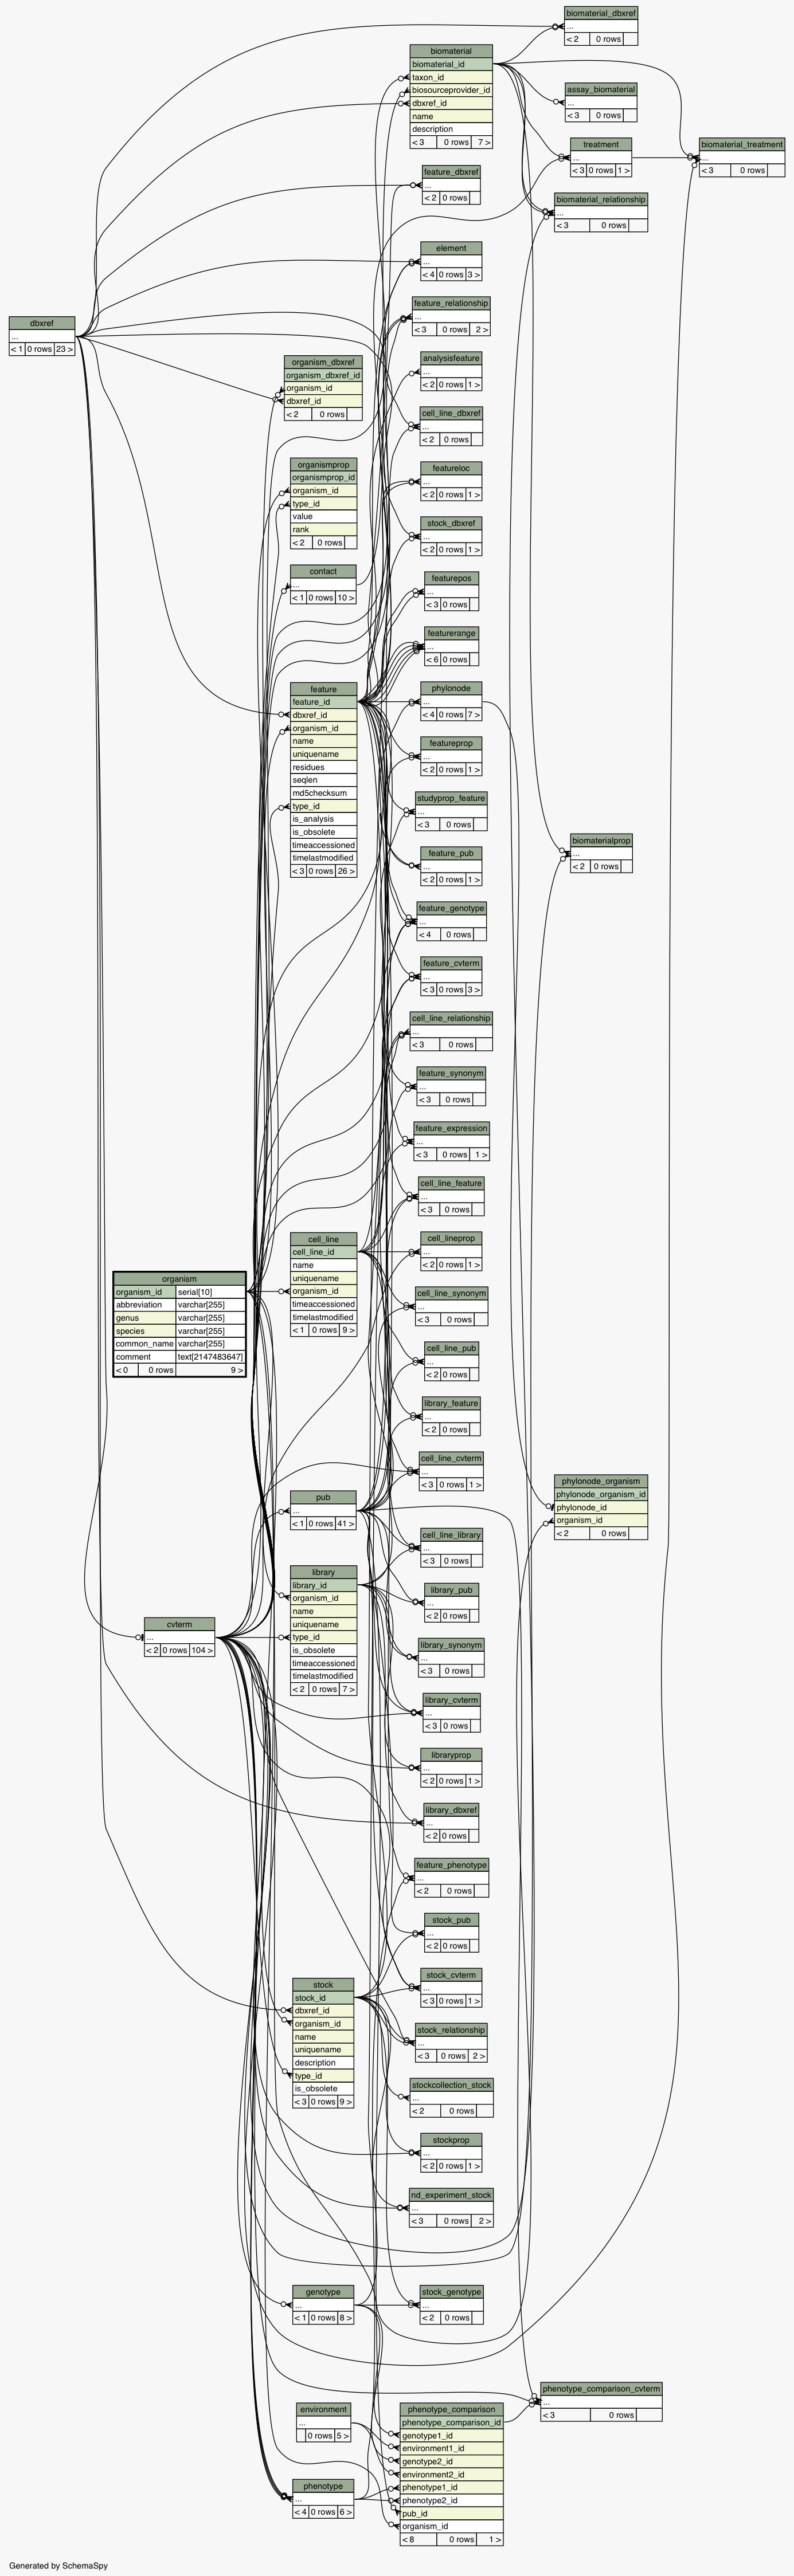 biomaterial_dbxref
...
< 2 0 rows
biomaterial
biomaterial_id
taxon_id
biosourceprovider_id
dbxref_id
name
description
< 3 0 rows 7 >
assay_biomaterial
...
< 3 0 rows
treatment
...
< 3 0 rows 1 >
biomaterial_treatment
...
< 3 0 rows
feature_dbxref
...
< 2 0 rows
biomaterial_relationship
...
< 3 0 rows
element
...
< 4 0 rows 3 >
feature_relationship
...
< 3 0 rows 2 >
dbxref
...
< 1 0 rows 23 >
analysisfeature
...
< 2 0 rows 1 >
organism_dbxref
organism_dbxref_id
organism_id
dbxref_id
< 2 0 rows
cell_line_dbxref
...
< 2 0 rows
organismprop
organismprop_id
organism_id
type_id
value
rank
< 2 0 rows
featureloc
...
< 2 0 rows 1 >
stock_dbxref
...
< 2 0 rows 1 >
contact
...
< 1 0 rows 10 >
featurepos
...
< 3 0 rows
featurerange
...
< 6 0 rows
feature
feature_id
dbxref_id
organism_id
name
uniquename
residues
seqlen
md5checksum
type_id
is_analysis
is_obsolete
timeaccessioned
timelastmodified
< 3 0 rows 26 >
phylonode
...
< 4 0 rows 7 >
featureprop
...
< 2 0 rows 1 >
studyprop_feature
...
< 3 0 rows
biomaterialprop
...
< 2 0 rows
feature_pub
...
< 2 0 rows 1 >
feature_genotype
...
< 4 0 rows
feature_cvterm
...
< 3 0 rows 3 >
cell_line_relationship
...
< 3 0 rows
feature_synonym
...
< 3 0 rows
feature_expression
...
< 3 0 rows 1 >
cell_line_feature
...
< 3 0 rows
cell_line
cell_line_id
name
uniquename
organism_id
timeaccessioned
timelastmodified
< 1 0 rows 9 >
cell_lineprop
...
< 2 0 rows 1 >
organism
organism_id serial[10]
abbreviation varchar[255]
genus varchar[255]
species varchar[255]
common_name varchar[255]
comment text[2147483647]
< 0 0 rows 9 >
cell_line_synonym
...
< 3 0 rows
cell_line_pub
...
< 2 0 rows
library_feature
...
< 2 0 rows
cell_line_cvterm
...
< 3 0 rows 1 >
phylonode_organism
phylonode_organism_id
phylonode_id
organism_id
< 2 0 rows
pub
...
< 1 0 rows 41 >
cell_line_library
...
< 3 0 rows
library
library_id
organism_id
name
uniquename
type_id
is_obsolete
timeaccessioned
timelastmodified
< 2 0 rows 7 >
library_pub
...
< 2 0 rows
cvterm
...
< 2 0 rows 104 >
library_synonym
...
< 3 0 rows
library_cvterm
...
< 3 0 rows
libraryprop
...
< 2 0 rows 1 >
library_dbxref
...
< 2 0 rows
feature_phenotype
...
< 2 0 rows
stock_pub
...
< 2 0 rows
stock_cvterm
...
< 3 0 rows 1 >
stock
stock_id
dbxref_id
organism_id
name
uniquename
description
type_id
is_obsolete
< 3 0 rows 9 >
stock_relationship
...
< 3 0 rows 2 >
stockcollection_stock
...
< 2 0 rows
stockprop
...
< 2 0 rows 1 >
nd_experiment_stock
...
< 3 0 rows 2 >
genotype
...
< 1 0 rows 8 >
stock_genotype
...
< 2 0 rows
phenotype_comparison_cvterm
...
< 3 0 rows
environment
...
0 rows 5 >
phenotype_comparison
phenotype_comparison_id
genotype1_id
environment1_id
genotype2_id
environment2_id
phenotype1_id
phenotype2_id
pub_id
organism_id
< 8 0 rows 1 >
phenotype
...
< 4 0 rows 6 >
Generated by SchemaSpy